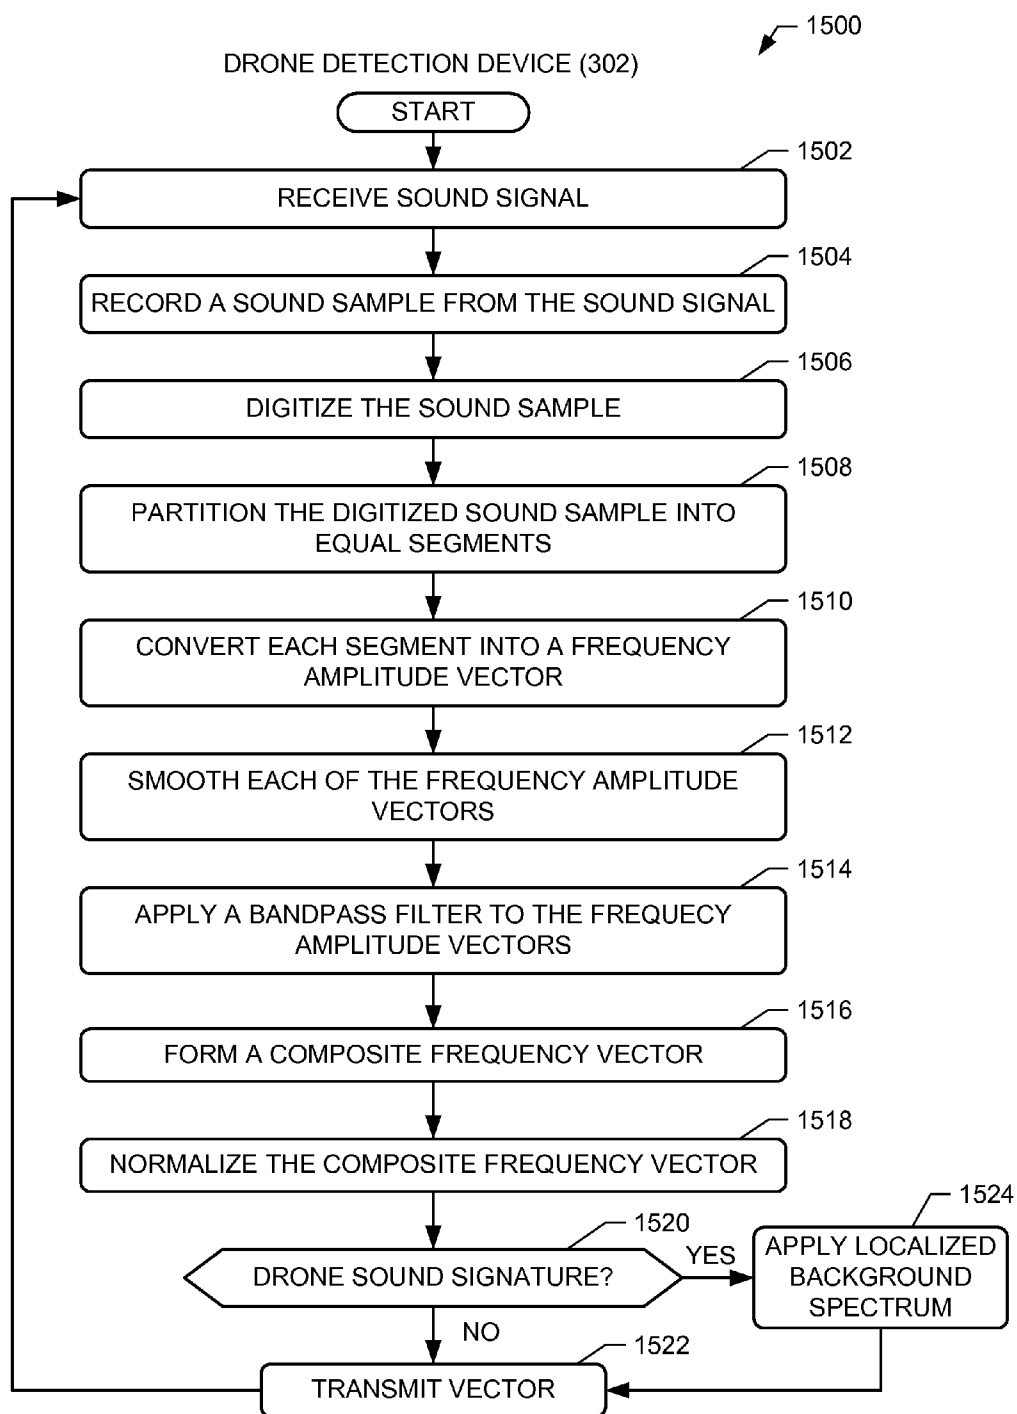 1500
DRONE DETECTION DEVICE (302)
START
1502
RECEIVE SOUND SIGNAL
1504
RECORD A SOUND SAMPLE FROM THE SOUND SIGNAL
1506
DIGITIZE THE SOUND SAMPLE
1508
PARTITION THE DIGITIZED SOUND SAMPLE INTO
EQUAL SEGMENTS
1510
CONVERT EACH SEGMENT INTO A FREQUENCY
AMPLITUDE VECTOR
1512
SMOOTH EACH OF THE FREQUENCY AMPLITUDE
VECTORS
1514
APPLY A BANDPASS FILTER TO THE FREQUECY
AMPLITUDE VECTORS
1516
FORM A COMPOSITE FREQUENCY VECTOR
1518
NORMALIZE THE COMPOSITE FREQUENCY VECTOR
1520
DRONE SOUND SIGNATURE?
YES
1524
APPLY LOCALIZED
BACKGROUND
SPECTRUM
NO
1522
TRANSMIT VECTOR